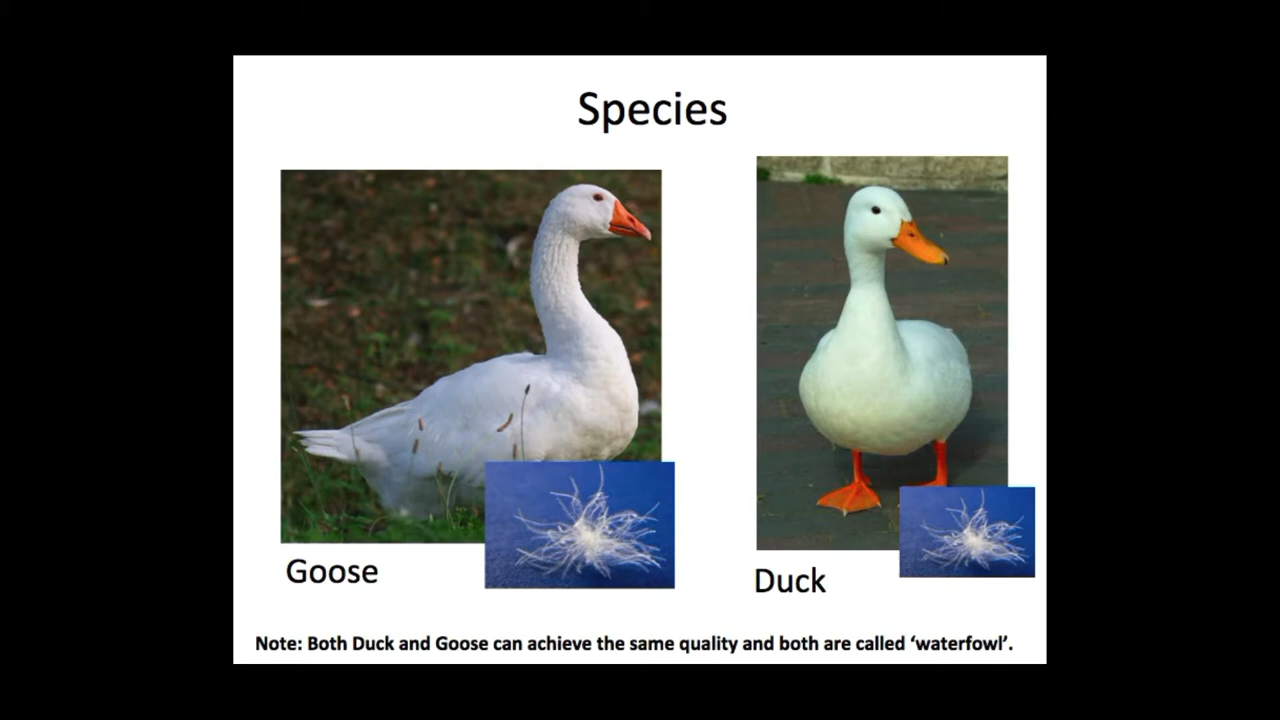 Species
Goose
Duck
Note: Both Duck and Goose can achieve the same quality and both are called ‘waterfowl’.